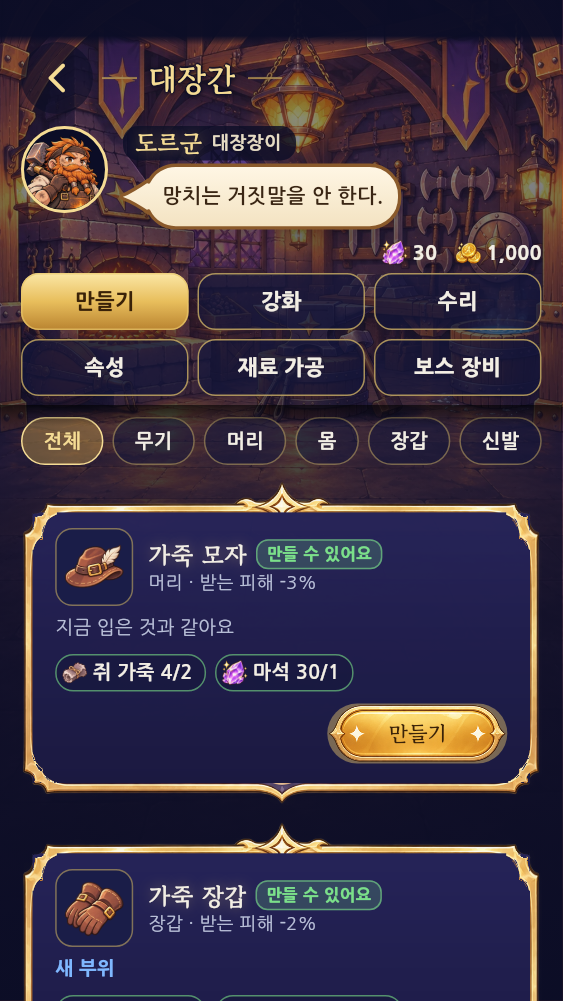 대장간
도르군 대장장이
망치는 거짓말을 안 한다.
30 1,000
만들기 강화 수리
속성 재료 가공 보스 장비
전체 무기 머리 몸 장갑 신발
가죽 모자 만들 수 있어요
머리 · 받는 피해 -3%
지금 입은 것과 같아요
쥐 가죽 4/2 마석 30/1
만들기
가죽 장갑 만들 수 있어요
장갑 · 받는 피해 -2%
새 부위